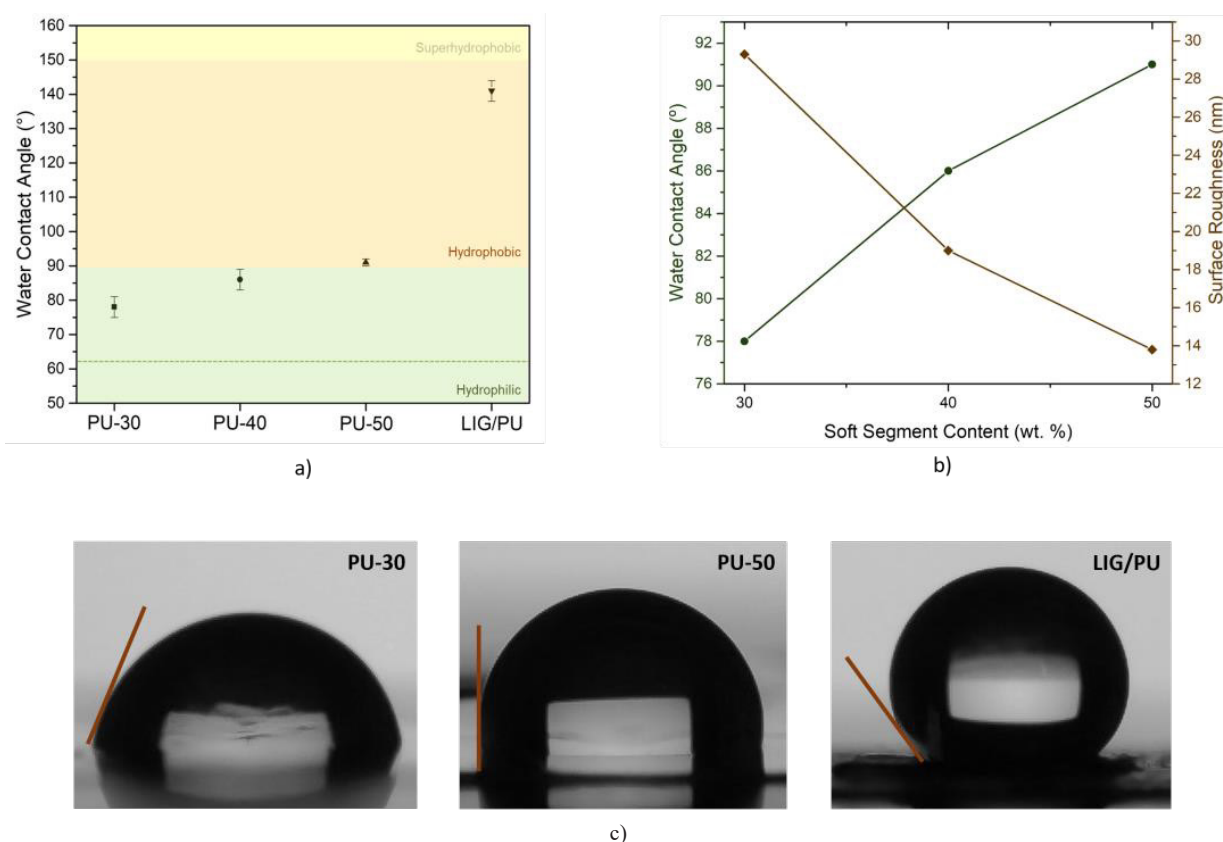 160
150
140
130
120
110
100
90
80
70
60
50
Water Contact Angle (°)
Superhydrophobic
Hydrophobic
Hydrophilic
PU-30 PU-40 PU-50 LIG/PU
a)
92
90
88
86
84
82
80
78
76
Water Contact Angle (°)
30
28
26
24
22
20
18
16
14
12
Surface Roughness (nm)
30 40 50
Soft Segment Content (wt. %)
b)
PU-30
PU-50
LIG/PU
c)